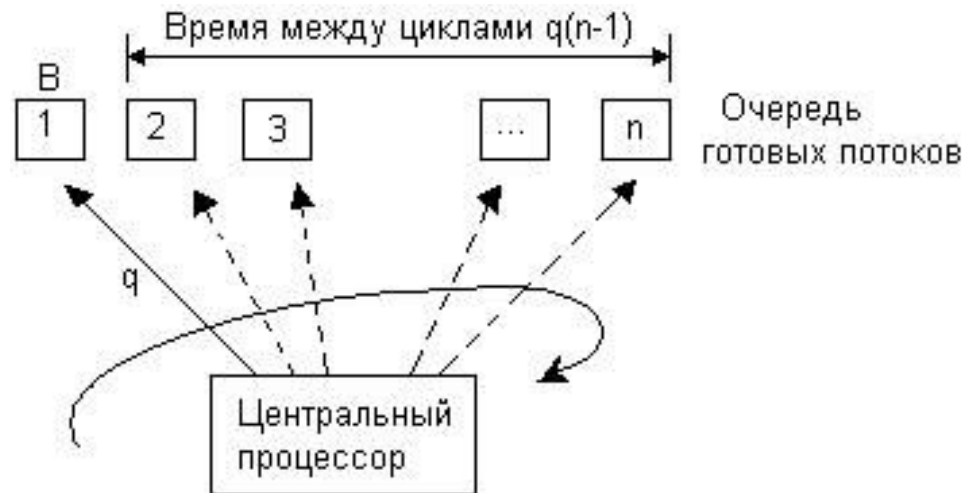 Время между циклами q(n-1)
В
1 2 3 ... n
Очередь
готовых потоков
q
Центральный
процессор